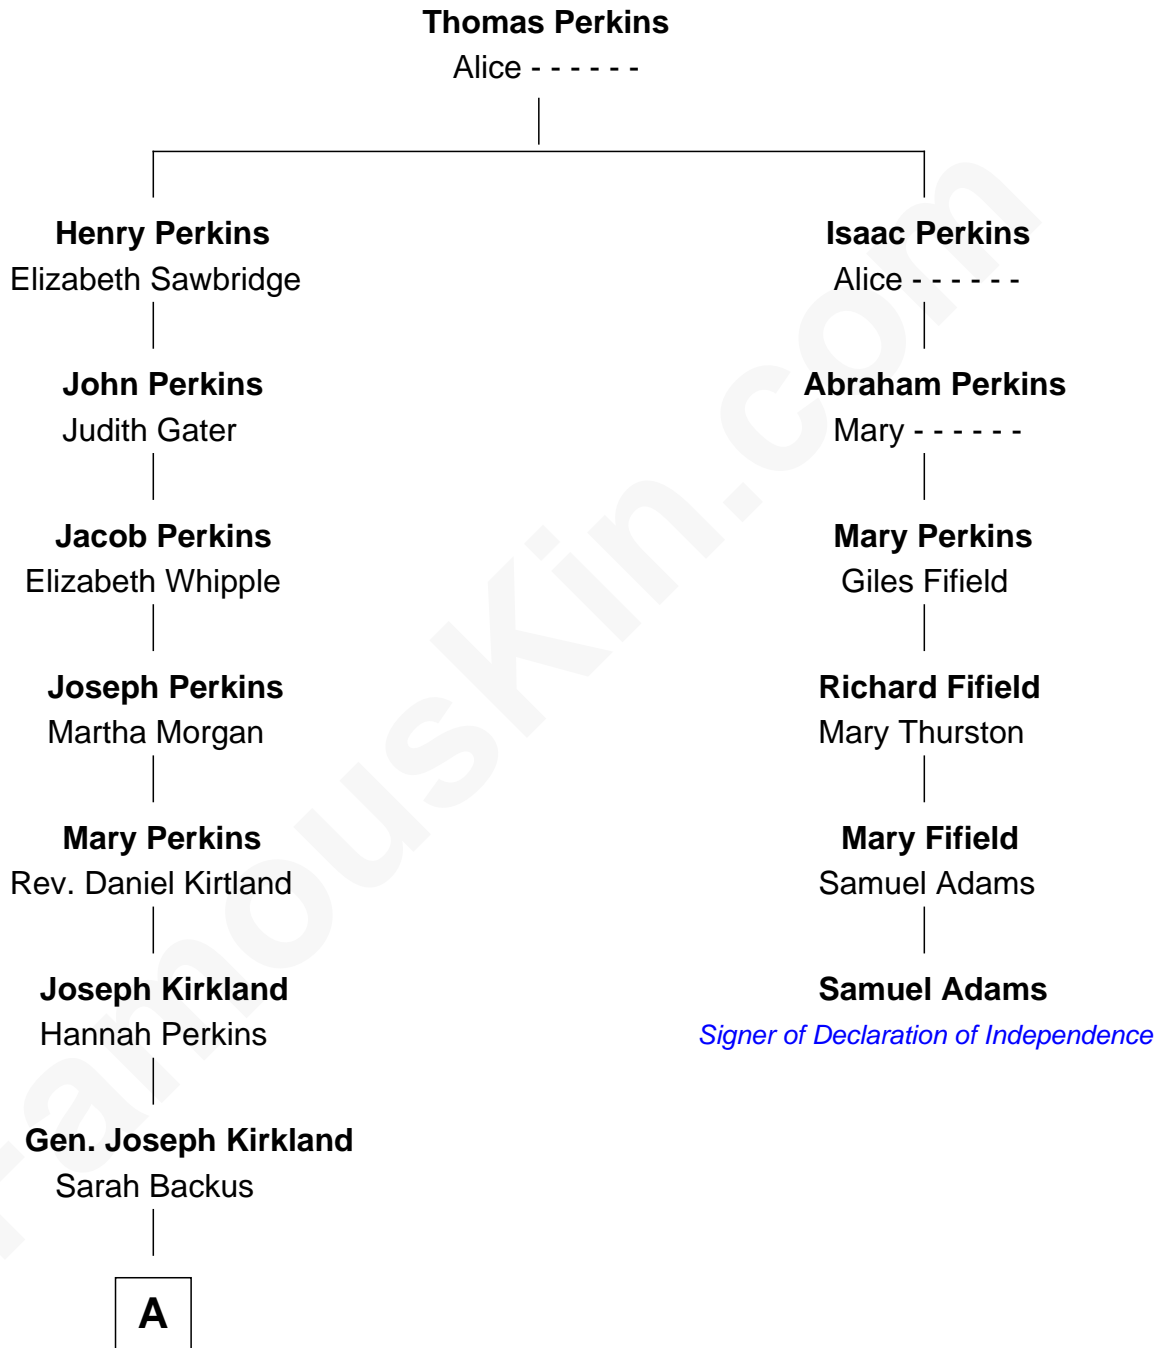 Thomas Perkins
Alice - - - - - -
Henry Perkins
Elizabeth Sawbridge
Isaac Perkins
Alice - - - - - -
John Perkins
Judith Gater
Abraham Perkins
Mary - - - - - -
Jacob Perkins
Elizabeth Whipple
Mary Perkins
Giles Fifield
Joseph Perkins
Martha Morgan
Richard Fifield
Mary Thurston
Mary Perkins
Rev. Daniel Kirtland
Mary Fifield
Samuel Adams
Joseph Kirkland
Hannah Perkins
Samuel Adams
Signer of Declaration of Independence
Gen. Joseph Kirkland
Sarah Backus
A
FamousKin.com